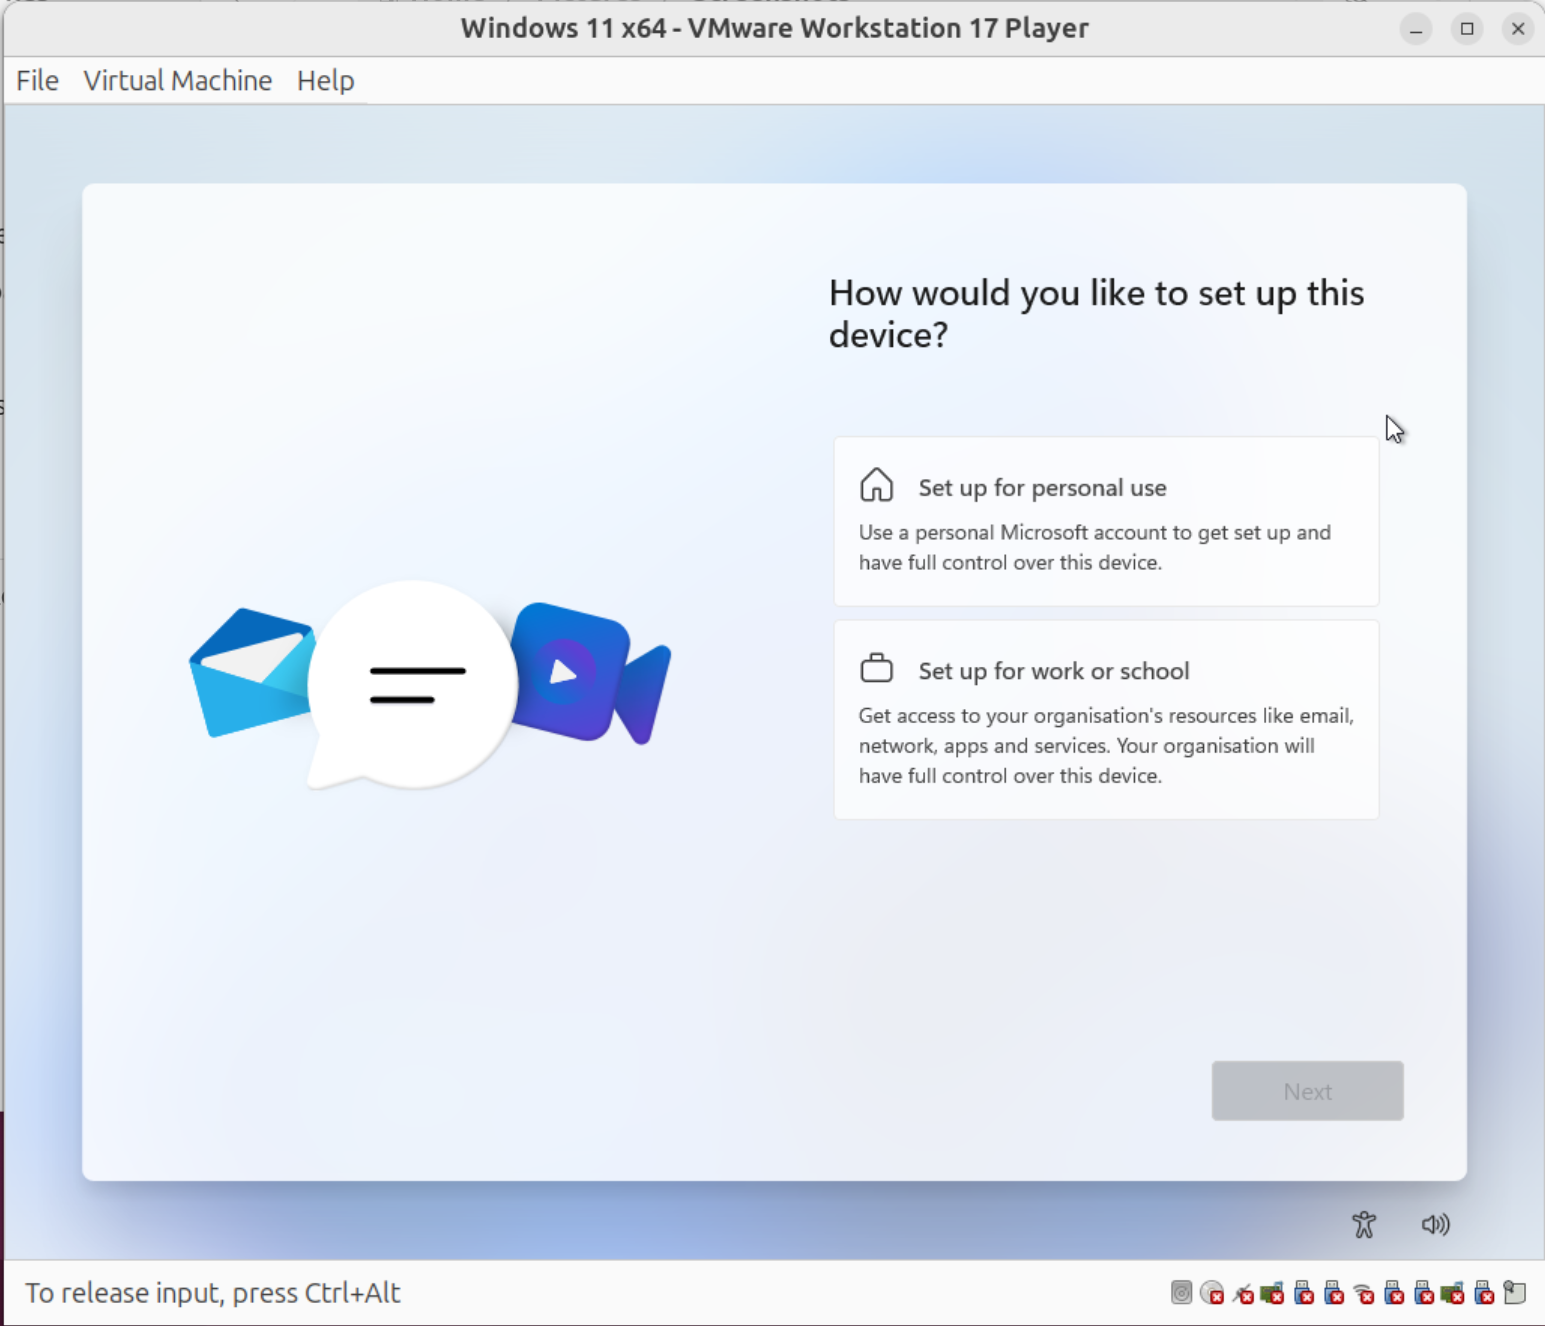 Windows 11 x64 - VMware Workstation 17 Player
File Virtual Machine Help
How would you like to set up this
device?
Set up for personal use
Use a personal Microsoft account to get set up and
have full control over this device.
Set up for work or school
Get access to your organisation's resources like email,
network, apps and services. Your organisation will
have full control over this device.
Next
To release input, press Ctrl+Alt